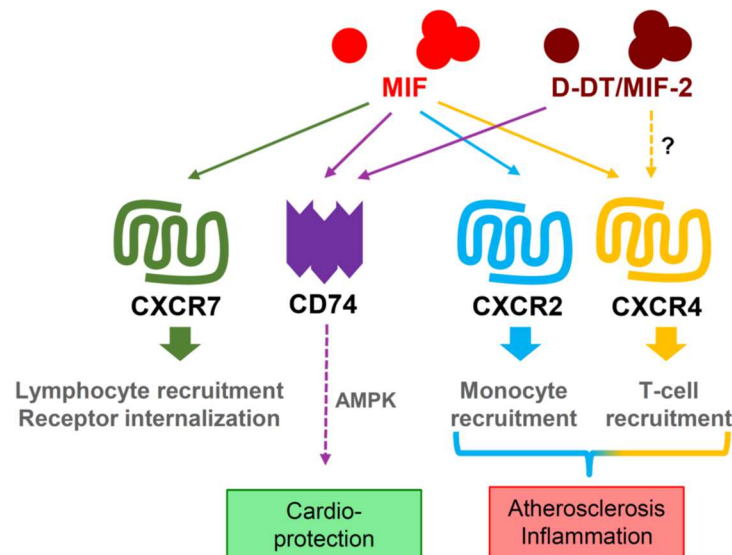 MIF
D-DT/MIF-2
?
CXCR7
CD74
CXCR2
CXCR4
Lymphocyte recruitment
Receptor internalization
AMPK
Monocyte
recruitment
T-cell
recruitment
Cardio-
protection
Atherosclerosis
Inflammation